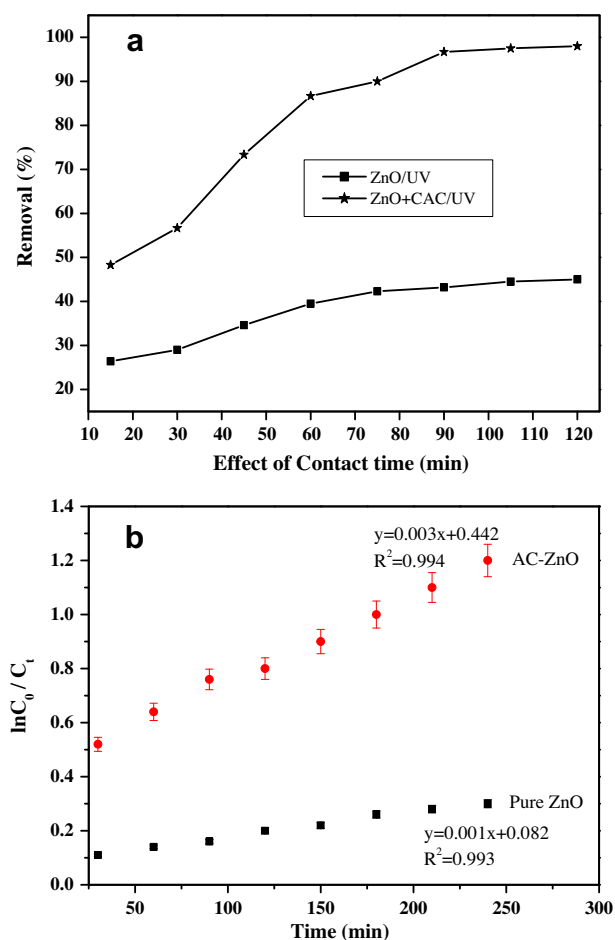 a
100
90
80
70
60
50
40
30
20
Removal (%)
ZnO/UV
ZnO+CAC/UV
10 20 30 40 50 60 70 80 90 100 110 120
Effect of Contact time (min)
b
1.4
1.2
1.0
0.8
0.6
0.4
0.2
0.0
lnC₀ / Cₜ
y=0.003x+0.442
R²=0.994
AC-ZnO
Pure ZnO
y=0.001x+0.082
R²=0.993
50 100 150 200 250 300
Time (min)